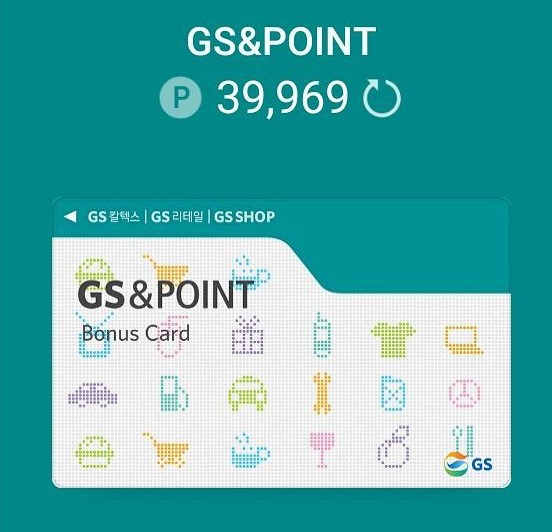 GS&POINT
P 39,969
GS 칼텍스 | GS 리테일 | GS SHOP
GS&POINT
Bonus Card
GS